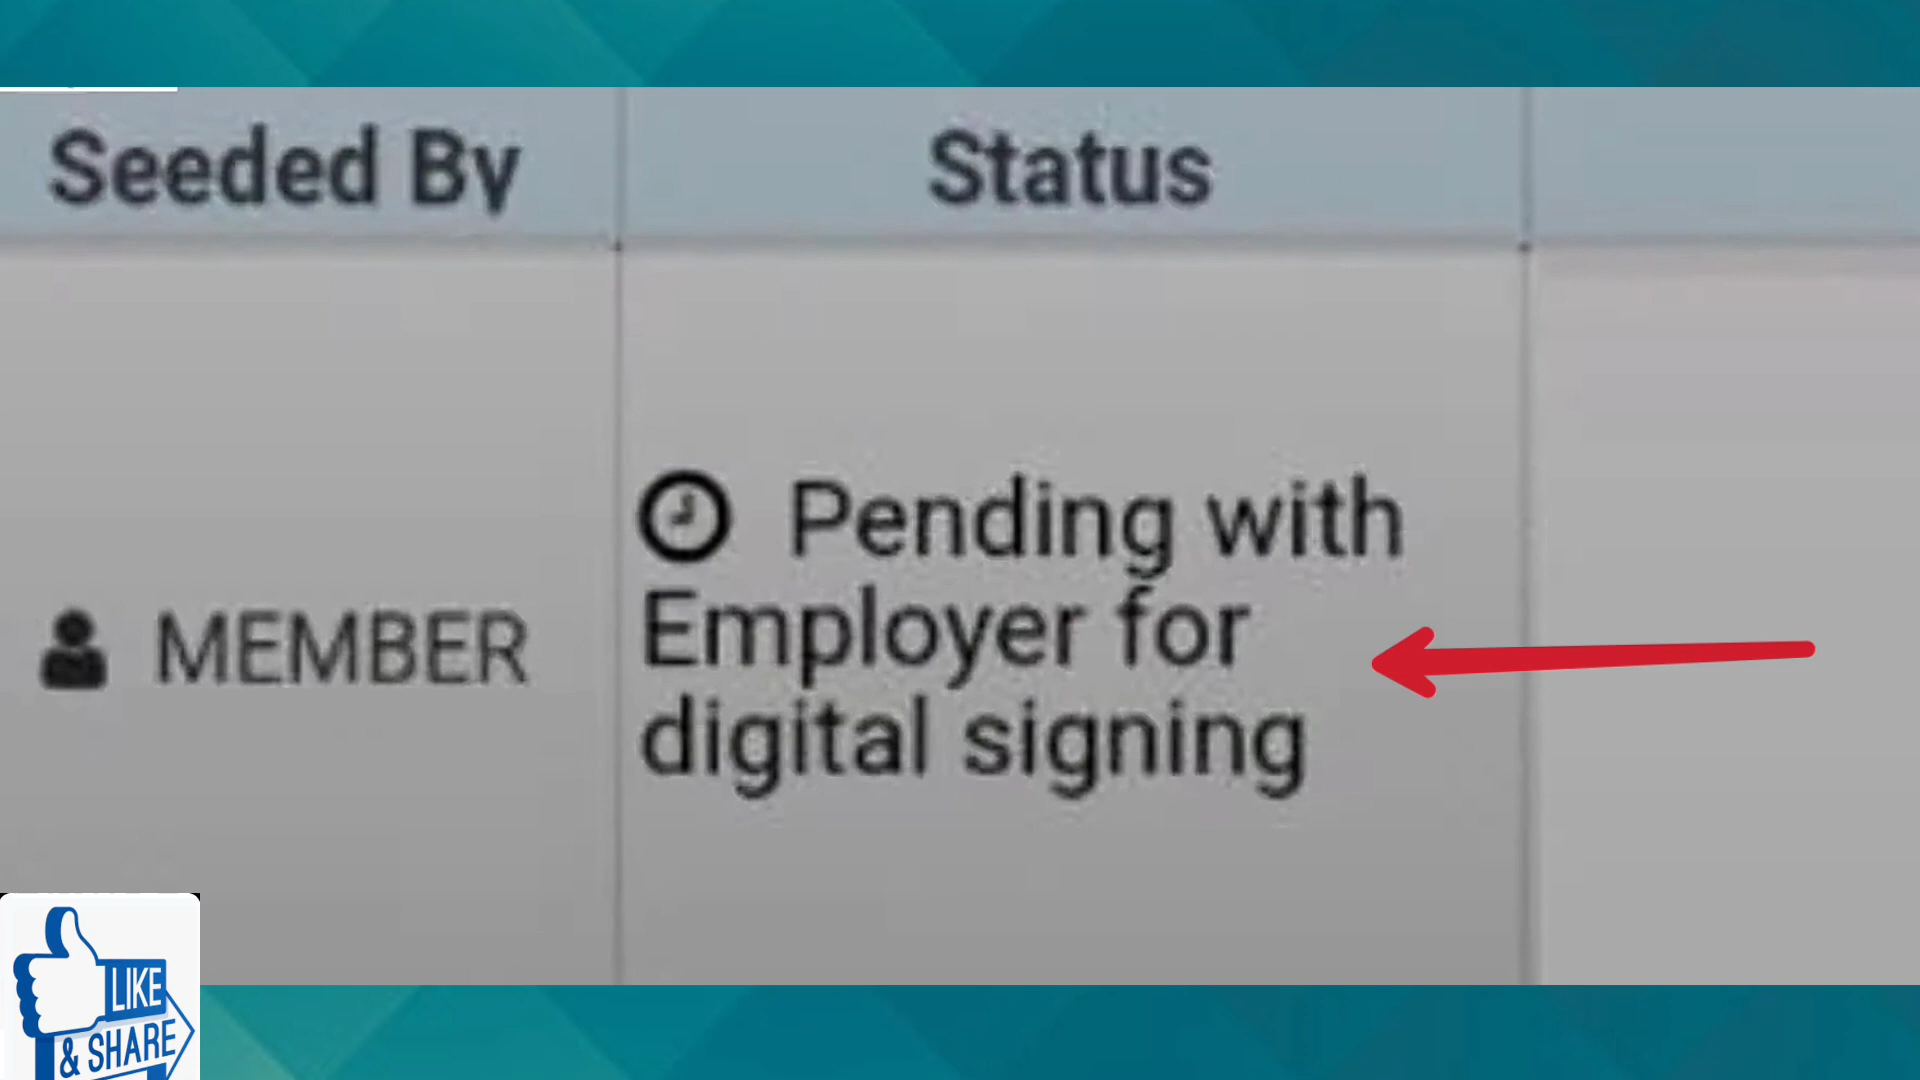 Seeded By
Status
Pending with
Employer for
digital signing
MEMBER
LIKE
& SHARE